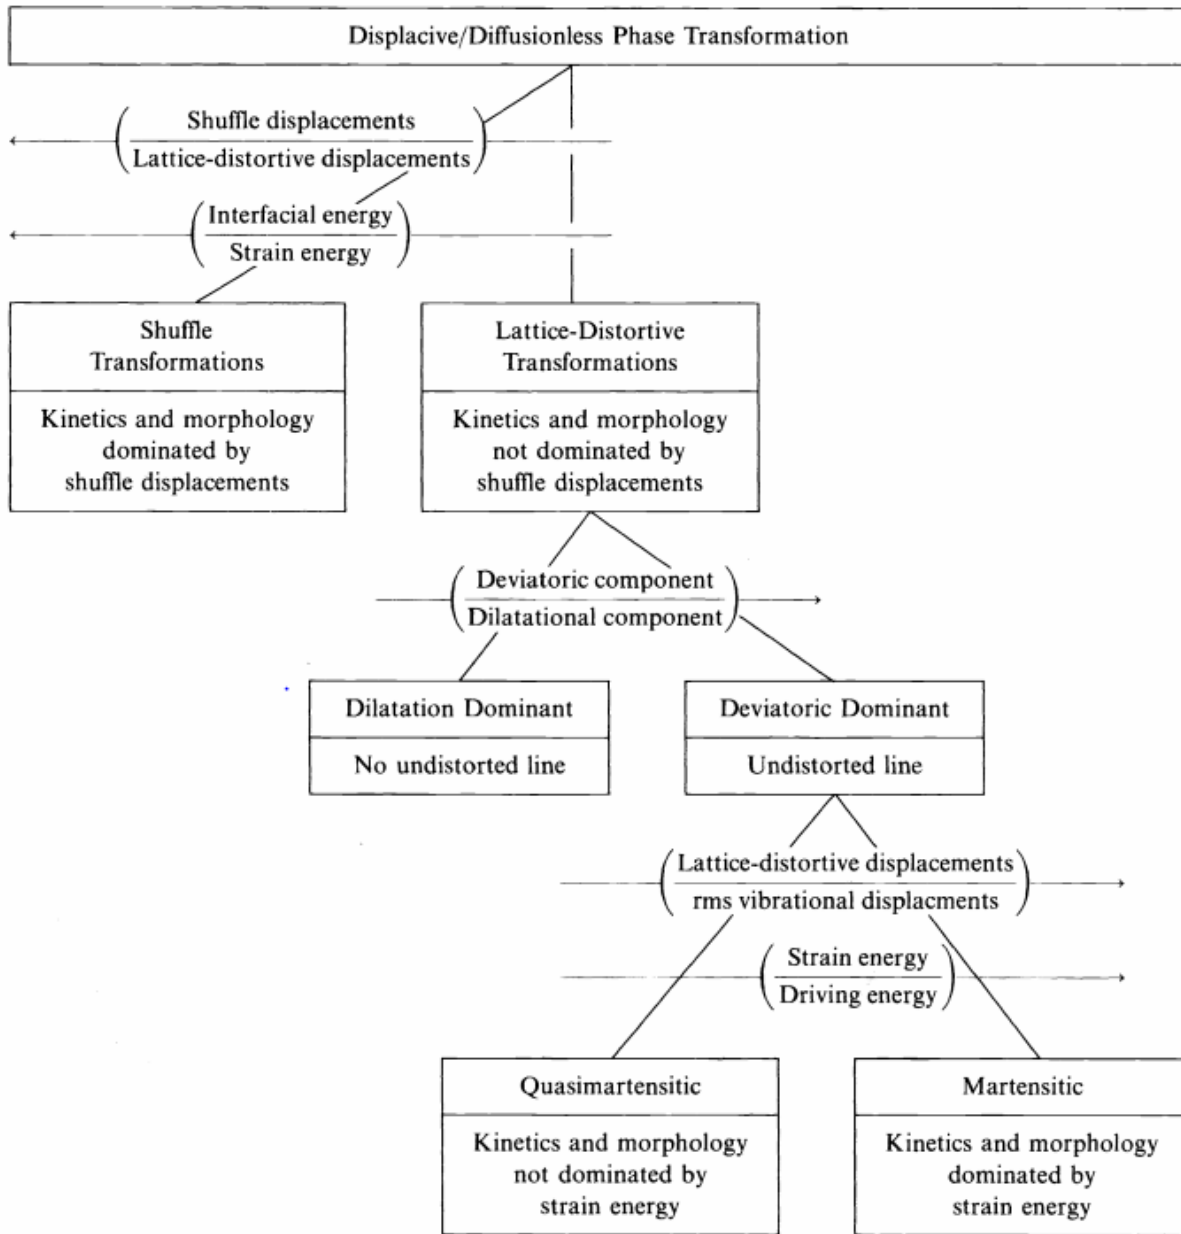 Displacive/Diffusionless Phase Transformation
Shuffle displacements
Lattice-distortive displacements
Interfacial energy
Strain energy
Shuffle
Transformations
Kinetics and morphology
dominated by
shuffle displacements
Lattice-Distortive
Transformations
Kinetics and morphology
not dominated by
shuffle displacements
Deviatoric component
Dilatational component
Dilatation Dominant
No undistorted line
Deviatoric Dominant
Undistorted line
Lattice-distortive displacements
rms vibrational displacments
Strain energy
Driving energy
Quasimartensitic
Kinetics and morphology
not dominated by
strain energy
Martensitic
Kinetics and morphology
dominated by
strain energy